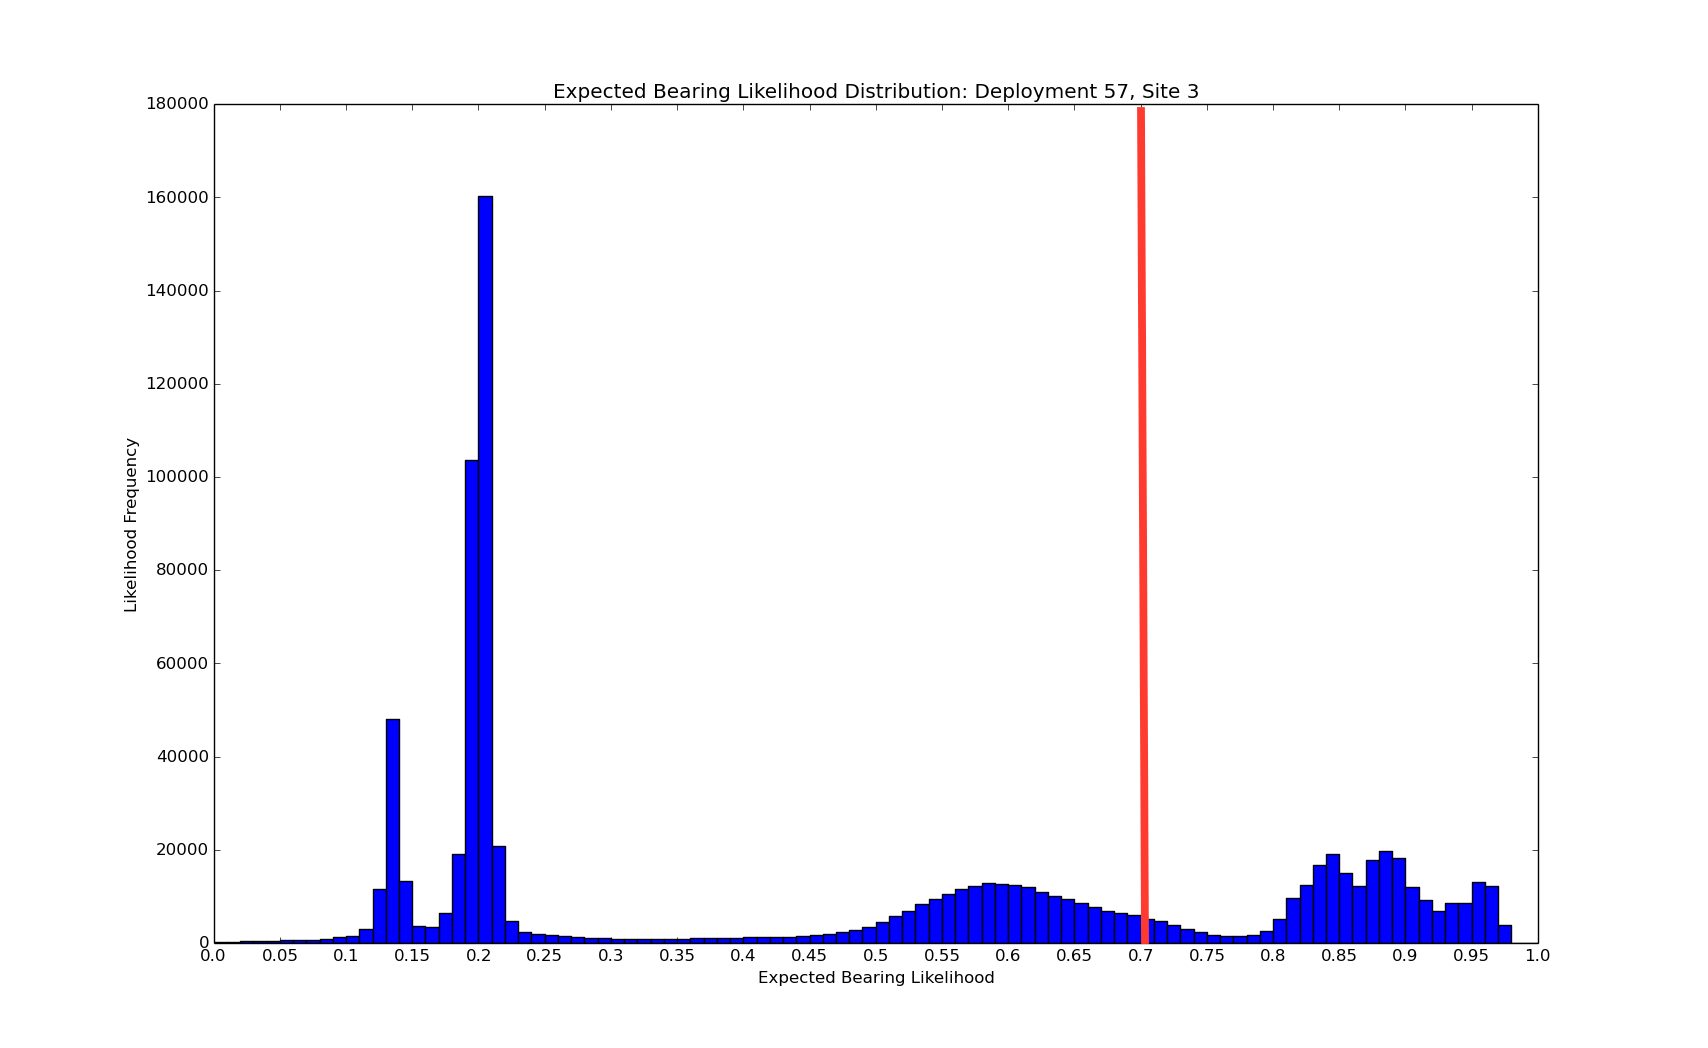 Expected Bearing Likelihood Distribution: Deployment 57, Site 3
180000
160000
140000
120000
100000
80000
60000
40000
20000
0
Likelihood Frequency
0.0 0.05 0.1 0.15 0.2 0.25 0.3 0.35 0.4 0.45 0.5 0.55 0.6 0.65 0.7 0.75 0.8 0.85 0.9 0.95 1.0
Expected Bearing Likelihood